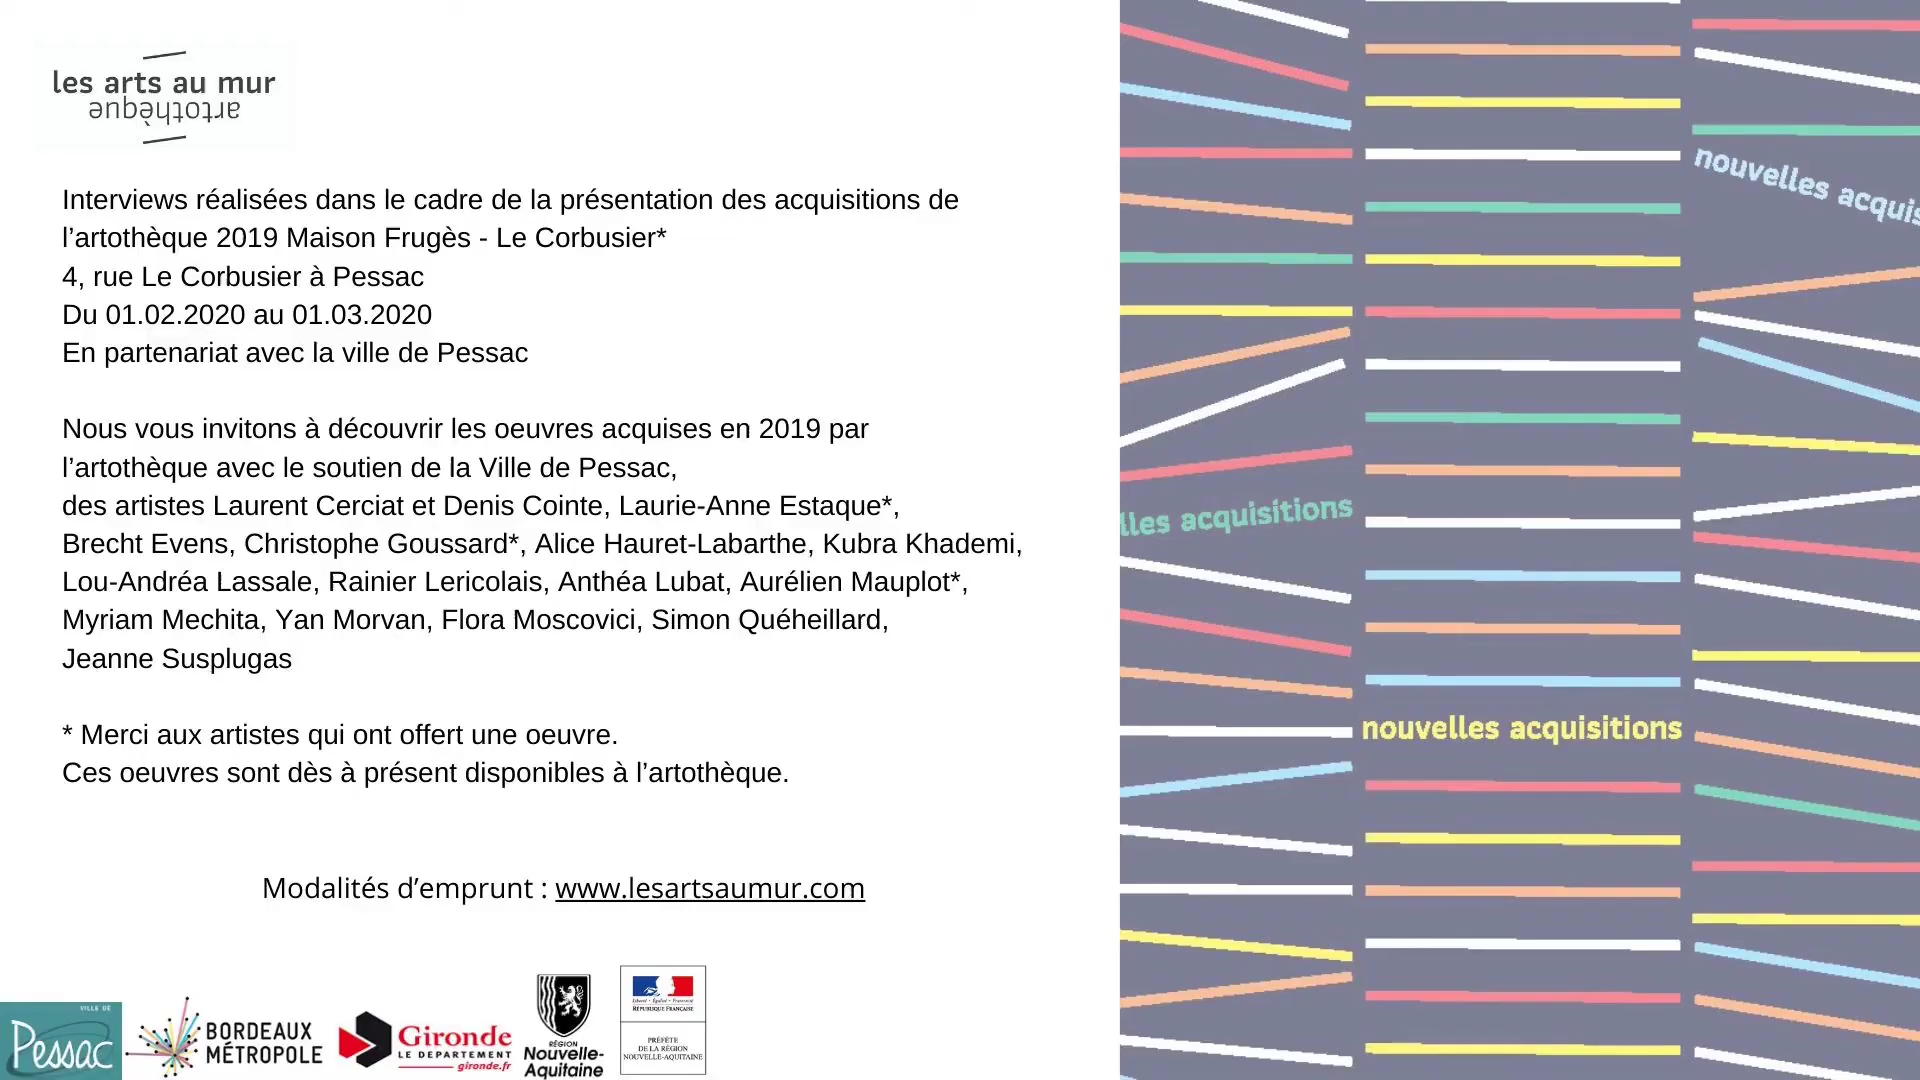 les arts au mur
artothèque
Interviews réalisées dans le cadre de la présentation des acquisitions de
l’artothèque 2019 Maison Frugès - Le Corbusier*
4, rue Le Corbusier à Pessac
Du 01.02.2020 au 01.03.2020
En partenariat avec la ville de Pessac
Nous vous invitons à découvrir les oeuvres acquises en 2019 par
l’artothèque avec le soutien de la Ville de Pessac,
des artistes Laurent Cerciat et Denis Cointe, Laurie-Anne Estaque*,
Brecht Evens, Christophe Goussard*, Alice Hauret-Labarthe, Kubra Khademi,
Lou-Andréa Lassale, Rainier Lericolais, Anthéa Lubat, Aurélien Mauplot*,
Myriam Mechita, Yan Morvan, Flora Moscovici, Simon Quéheillard,
Jeanne Susplugas
* Merci aux artistes qui ont offert une oeuvre.
Ces oeuvres sont dès à présent disponibles à l’artothèque.
Modalités d’emprunt : www.lesartsaumur.com
VILLE DE
Pessac
BORDEAUX
MÉTROPOLE
Gironde
LE DEPARTEMENT
gironde.fr
RÉGION
Nouvelle-
Aquitaine
Liberté • Égalité • Fraternité
RÉPUBLIQUE FRANÇAISE
PRÉFÈTE
DE LA RÉGION
NOUVELLE-AQUITAINE
nouvelles acquis
lles acquisitions
nouvelles acquisitions